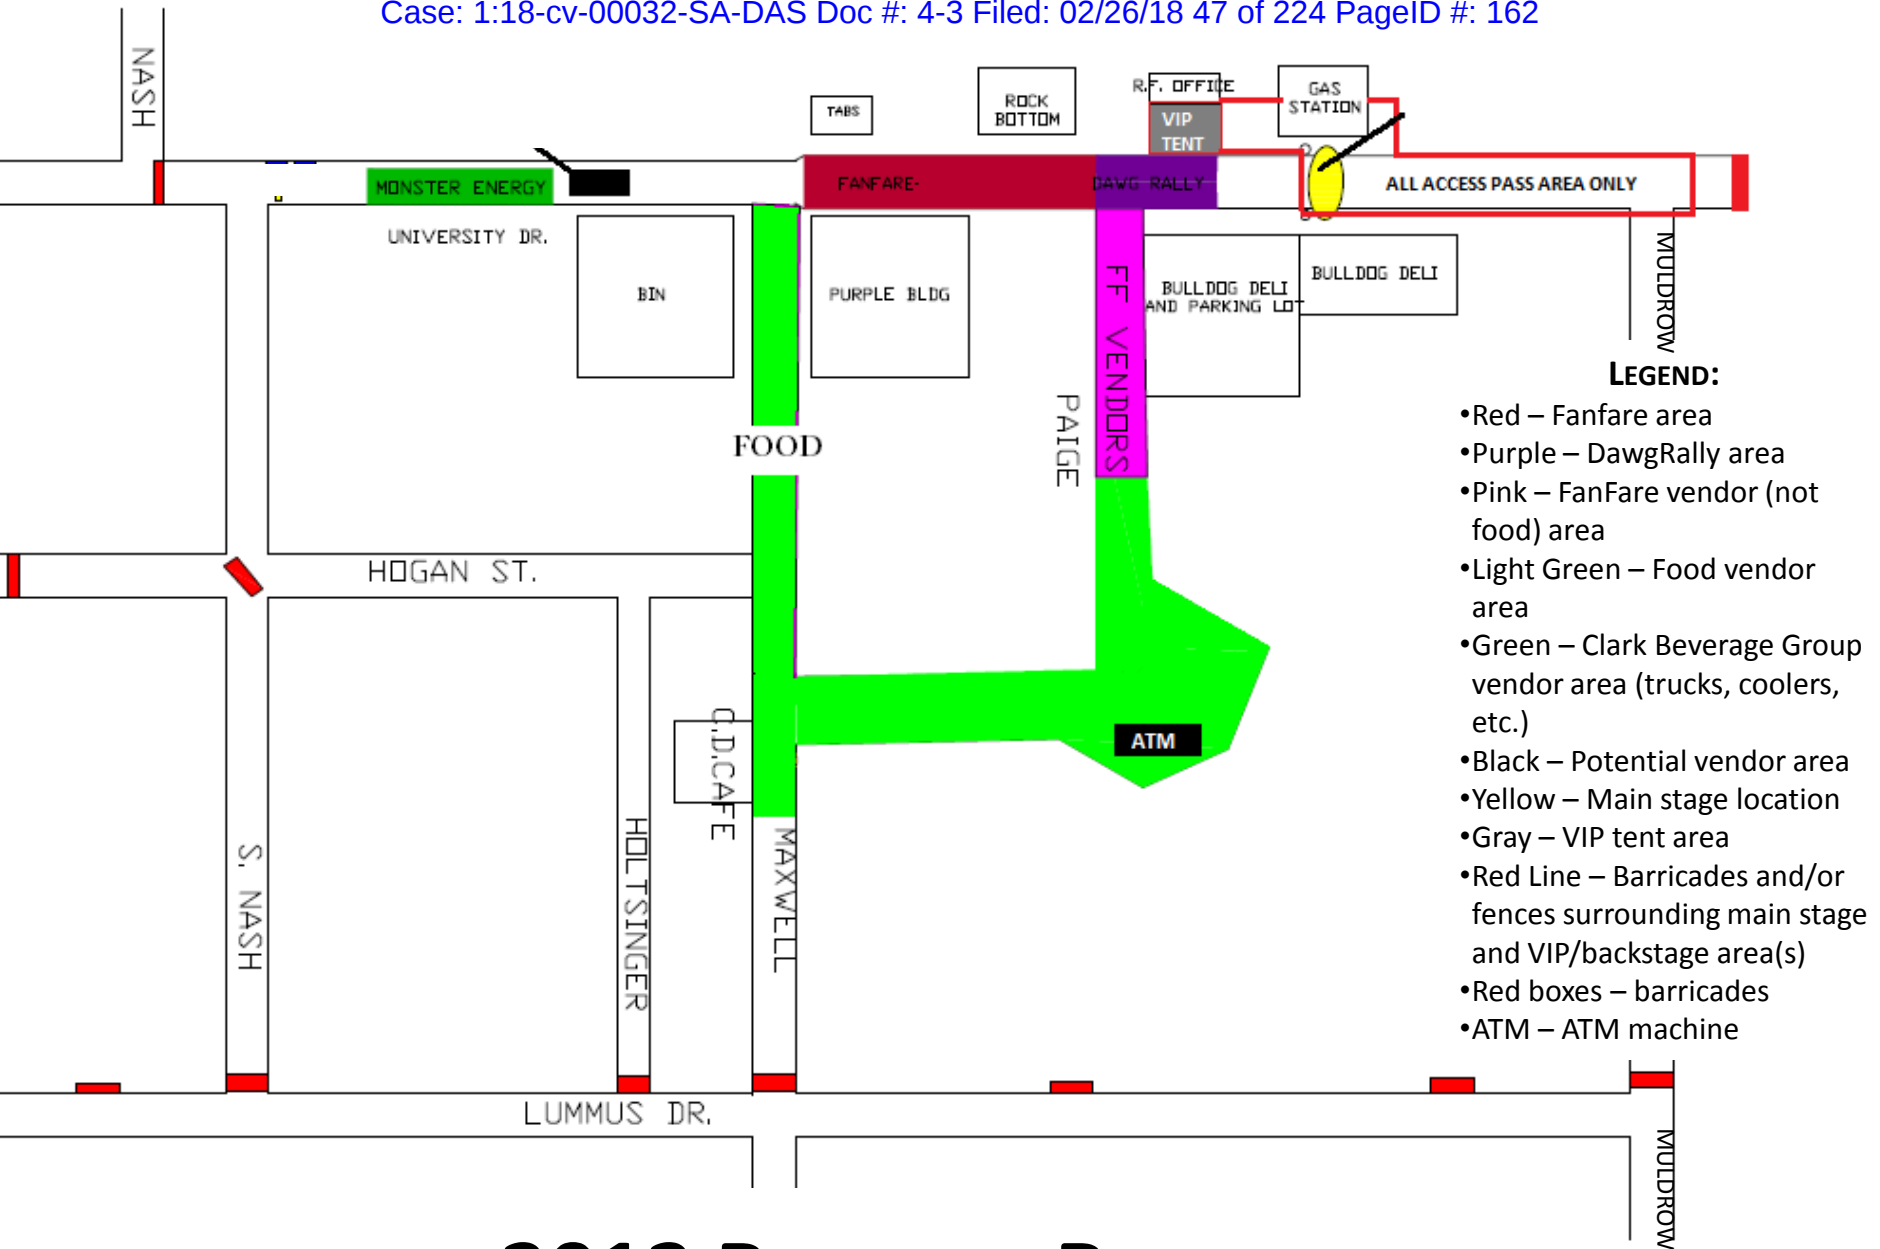 Case: 1:18-cv-00032-SA-DAS Doc #: 4-3 Filed: 02/26/18 47 of 224 PageID #: 162
NASH
TABS
ROCK
BOTTOM
R.F. OFFICE
VIP
TENT
GAS
STATION
MONSTER ENERGY
FANFARE-
DAWG RALLY
ALL ACCESS PASS AREA ONLY
UNIVERSITY DR.
BIN
PURPLE BLDG
FF VENDORS
BULLDOG DELI
AND PARKING LOT
BULLDOG DELI
MULDROW
PAIGE
FOOD
HOGAN ST.
C.D.CAFE
ATM
S. NASH
HOLTSINGER
MAXWELL
LUMMUS DR.
MULDROW
LEGEND:
•Red – Fanfare area
•Purple – DawgRally area
•Pink – FanFare vendor (not
food) area
•Light Green – Food vendor
area
•Green – Clark Beverage Group
vendor area (trucks, coolers,
etc.)
•Black – Potential vendor area
•Yellow – Main stage location
•Gray – VIP tent area
•Red Line – Barricades and/or
fences surrounding main stage
and VIP/backstage area(s)
•Red boxes – barricades
•ATM – ATM machine